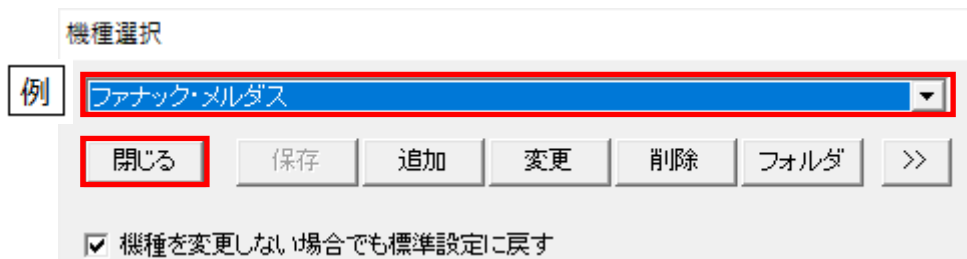 機種選択
例
ファナック・メルダス
閉じる 保存 追加 変更 削除 フォルダ >>
機種を変更しない場合でも標準設定に戻す